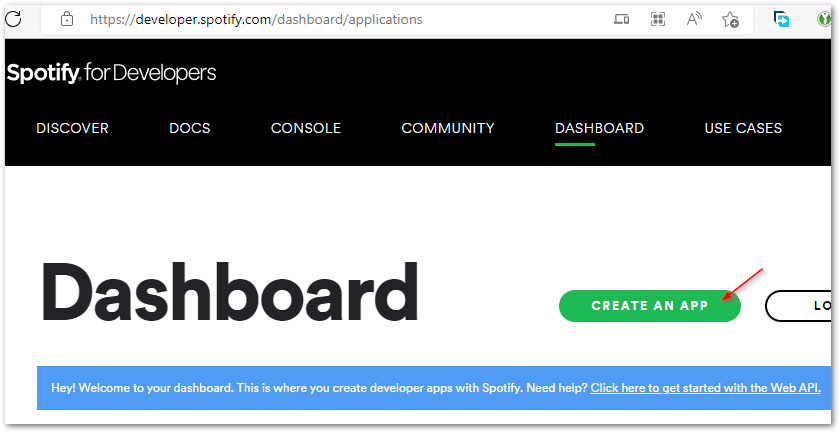 https://developer.spotify.com/dashboard/applications
Spotify for Developers
DISCOVER DOCS CONSOLE COMMUNITY DASHBOARD USE CASES
Dashboard
CREATE AN APP LO
Hey! Welcome to your dashboard. This is where you create developer apps with Spotify. Need help? Click here to get started with the Web API.